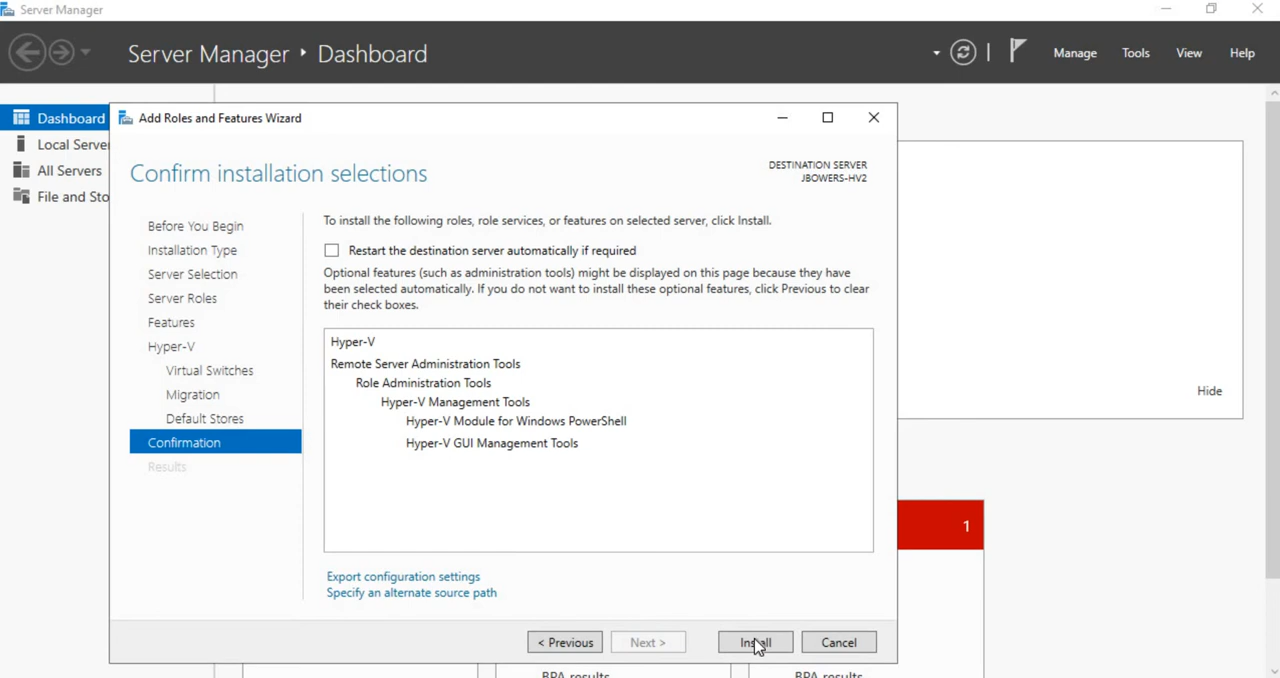 Server Manager
Server Manager ‣ Dashboard
Manage
Tools
View
Help
Dashboard
Local Serve
All Servers
File and Sto
Add Roles and Features Wizard
Confirm installation selections
DESTINATION SERVER
JBOWERS-HV2
Before You Begin
Installation Type
Server Selection
Server Roles
Features
Hyper-V
Virtual Switches
Migration
Default Stores
Confirmation
Results
To install the following roles, role services, or features on selected server, click Install.
Restart the destination server automatically if required
Optional features (such as administration tools) might be displayed on this page because they have
been selected automatically. If you do not want to install these optional features, click Previous to clear
their check boxes.
Hyper-V
Remote Server Administration Tools
Role Administration Tools
Hyper-V Management Tools
Hyper-V Module for Windows PowerShell
Hyper-V GUI Management Tools
Export configuration settings
Specify an alternate source path
< Previous
Next >
Install
Cancel
Hide
1
BPA results
BPA results